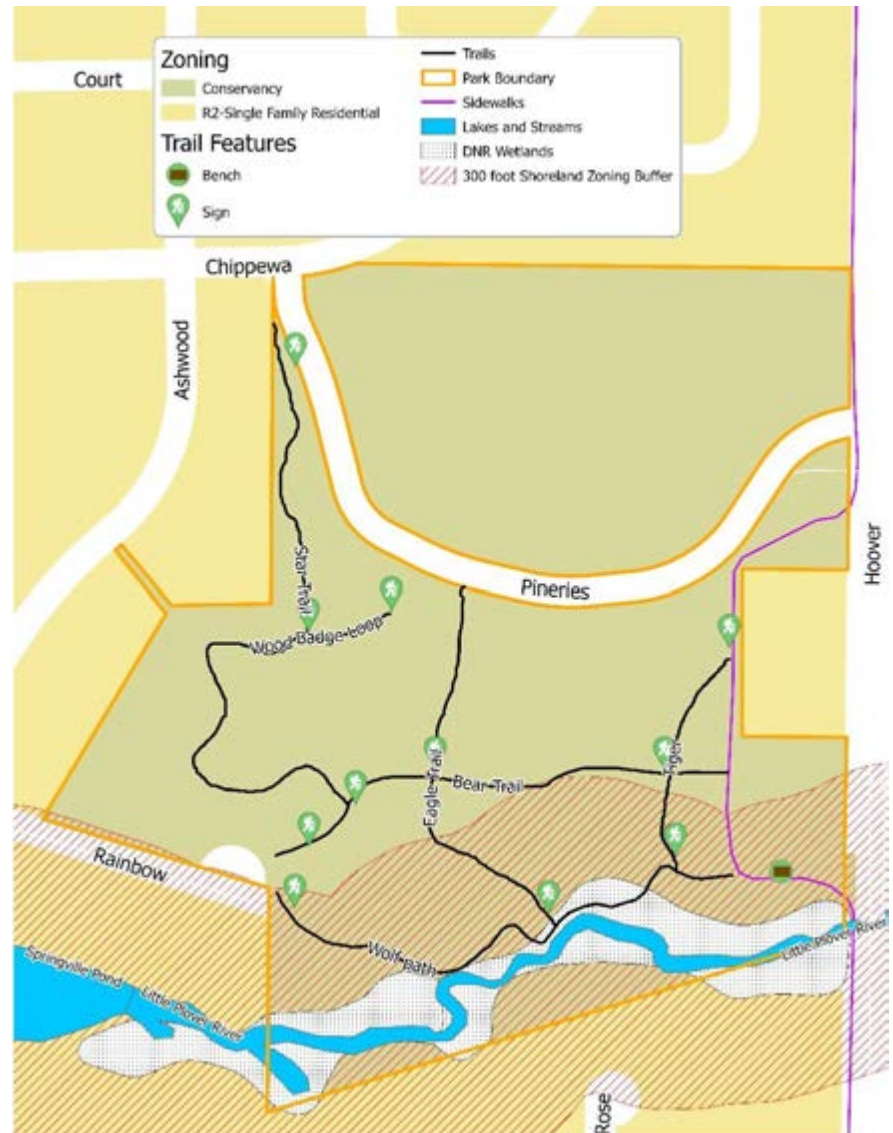 Zoning
Conservancy
R2-Single Family Residential
Trail Features
Bench
Sign
Trails
Park Boundary
Sidewalks
Lakes and Streams
DNR Wetlands
300 foot Shoreland Zoning Buffer
Court
Chippewa
Ashwood
Star Trail
Wood Badge Loop
Pineries
Hoover
Eagle Trail
Bear Trail
Tiger
Rainbow
Wolf path
Springville Pond
Little Plover River
Little Plover River
Rose